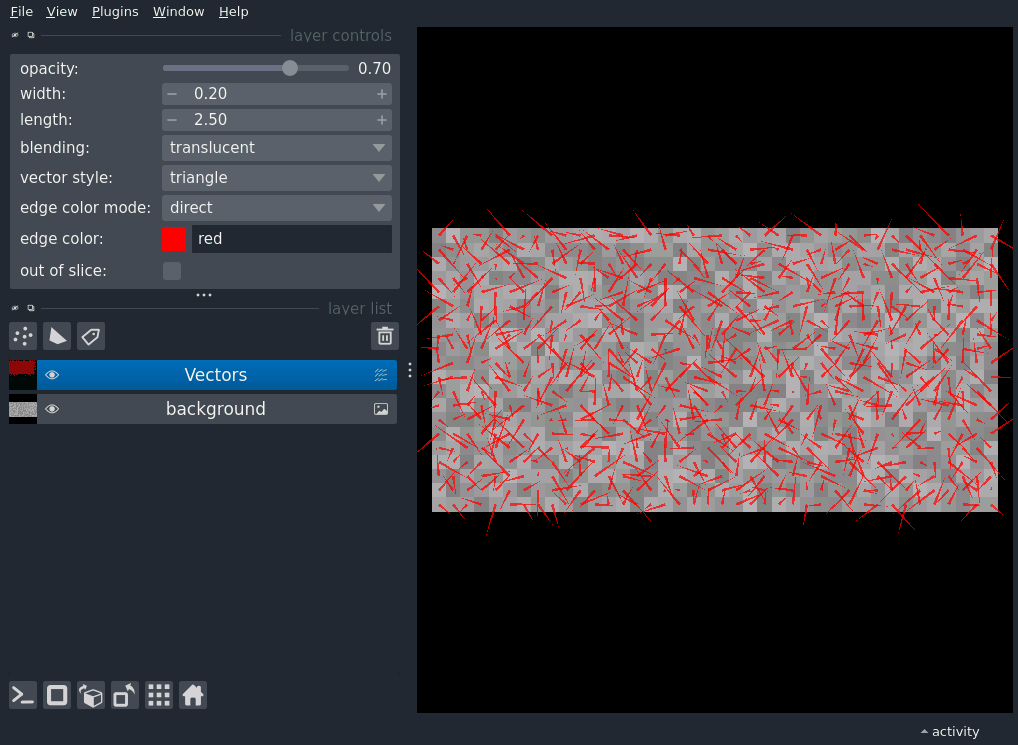 File View Plugins Window Help
layer controls
opacity: 0.70
width: 0.20
length: 2.50
blending: translucent
vector style: triangle
edge color mode: direct
edge color: red
out of slice:
layer list
Vectors
background
activity